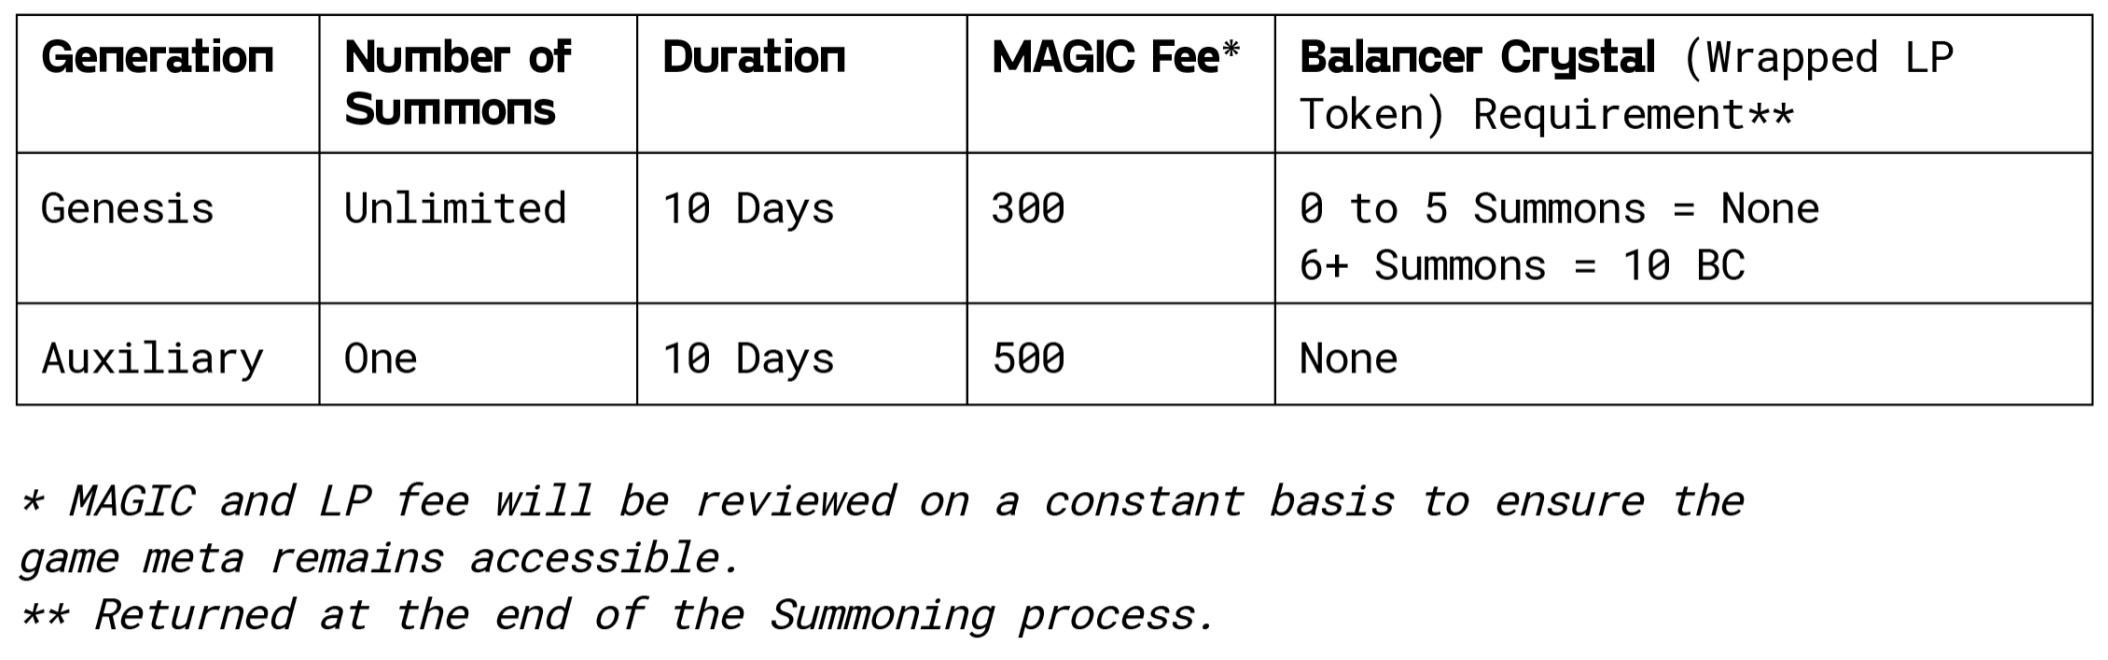 Generation
Number of
Summons
Duration
MAGIC Fee*
Balancer Crystal (Wrapped LP
Token) Requirement**
Genesis
Unlimited
10 Days
300
0 to 5 Summons = None
6+ Summons = 10 BC
Auxiliary
One
10 Days
500
None
* MAGIC and LP fee will be reviewed on a constant basis to ensure the
game meta remains accessible.
** Returned at the end of the Summoning process.